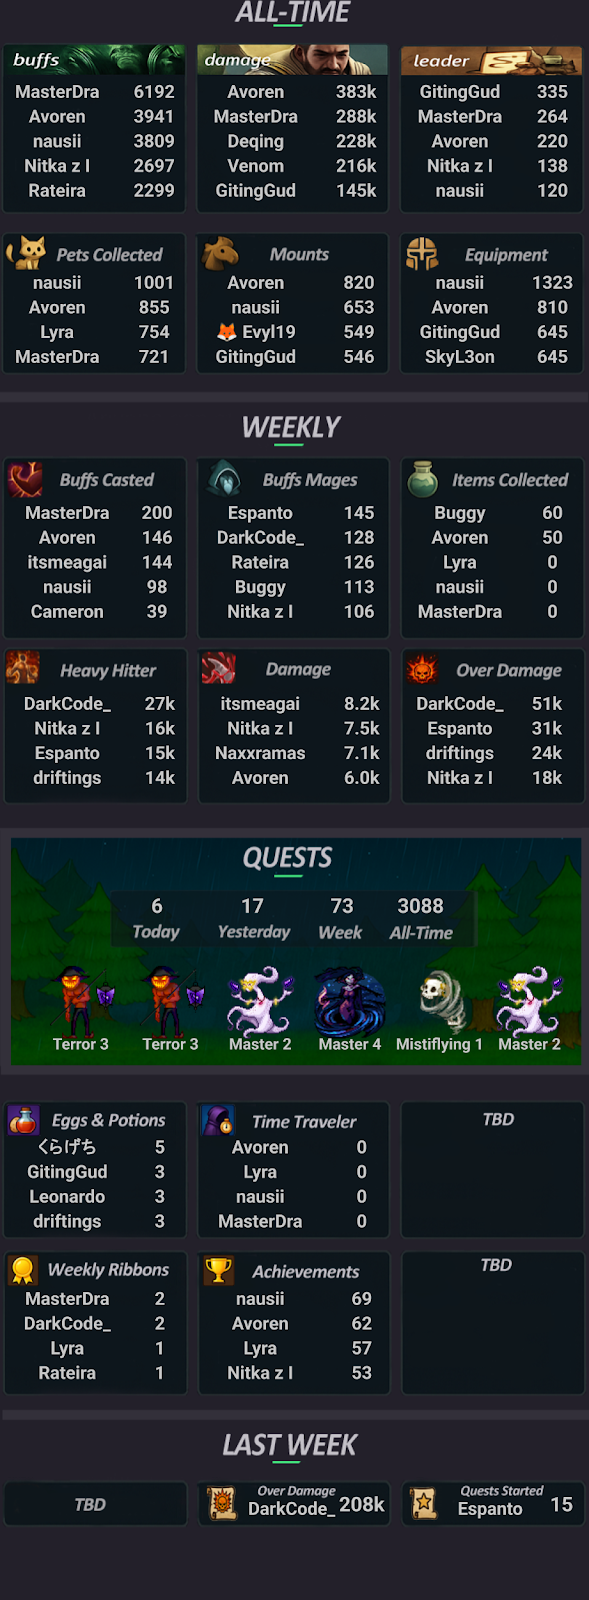 ALL-TIME
buffs
MasterDra 6192
Avoren 3941
nausii 3809
Nitka z l 2697
Rateira 2299
damage
Avoren 383k
MasterDra 288k
Deqing 228k
Venom 216k
GitingGud 145k
leader
GitingGud 335
MasterDra 264
Avoren 220
Nitka z l 138
nausii 120
Pets Collected
nausii 1001
Avoren 855
Lyra 754
MasterDra 721
Mounts
Avoren 820
nausii 653
🦊 Evyl19 549
GitingGud 546
Equipment
nausii 1323
Avoren 810
GitingGud 645
SkyL3on 645
WEEKLY
Buffs Casted
MasterDra 200
Avoren 146
itsmeagai 144
nausii 98
Cameron 39
Buffs Mages
Espanto 145
DarkCode_ 128
Rateira 126
Buggy 113
Nitka z l 106
Items Collected
Buggy 60
Avoren 50
Lyra 0
nausii 0
MasterDra 0
Heavy Hitter
DarkCode_ 27k
Nitka z l 16k
Espanto 15k
driftings 14k
Damage
itsmeagai 8.2k
Nitka z l 7.5k
Naxxramas 7.1k
Avoren 6.0k
Over Damage
DarkCode_ 51k
Espanto 31k
driftings 24k
Nitka z l 18k
QUESTS
6 17 73 3088
Today Yesterday Week All-Time
Terror 3 Terror 3 Master 2 Master 4 Mistiflying 1 Master 2
Eggs & Potions
くらげち 5
GitingGud 3
Leonardo 3
driftings 3
Time Traveler
Avoren 0
Lyra 0
nausii 0
MasterDra 0
TBD
Weekly Ribbons
MasterDra 2
DarkCode_ 2
Lyra 1
Rateira 1
Achievements
nausii 69
Avoren 62
Lyra 57
Nitka z l 53
TBD
LAST WEEK
TBD
Over Damage
DarkCode_ 208k
Quests Started
Espanto 15